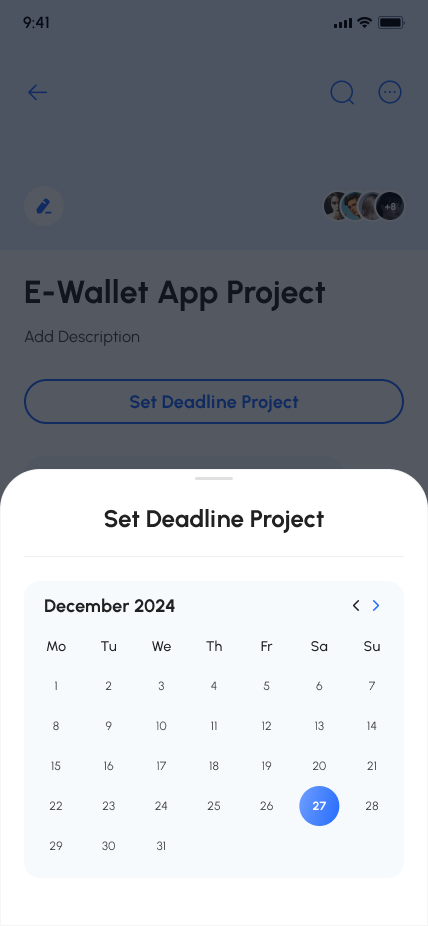 9:41
+8
E-Wallet App Project
Add Description
Set Deadline Project
Set Deadline Project
December 2024
Mo Tu We Th Fr Sa Su
1 2 3 4 5 6 7
8 9 10 11 12 13 14
15 16 17 18 19 20 21
22 23 24 25 26 27 28
29 30 31